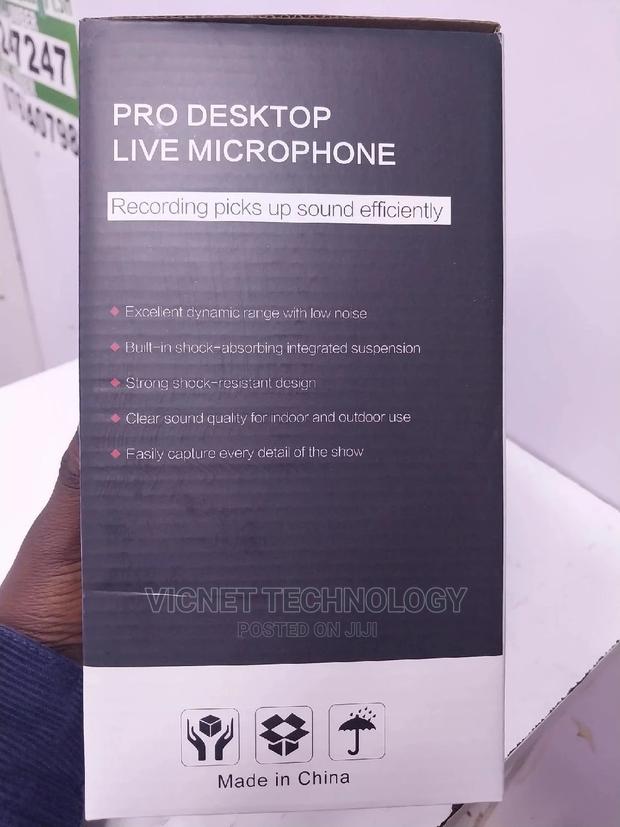 247
PRO DESKTOP
LIVE MICROPHONE
Recording picks up sound efficiently
Excellent dynamic range with low noise
Built-in shock-absorbing integrated suspension
Strong shock-resistant design
Clear sound quality for indoor and outdoor use
Easily capture every detail of the show
VICNET TECHNOLOGY
POSTED ON JIJI
Made in China